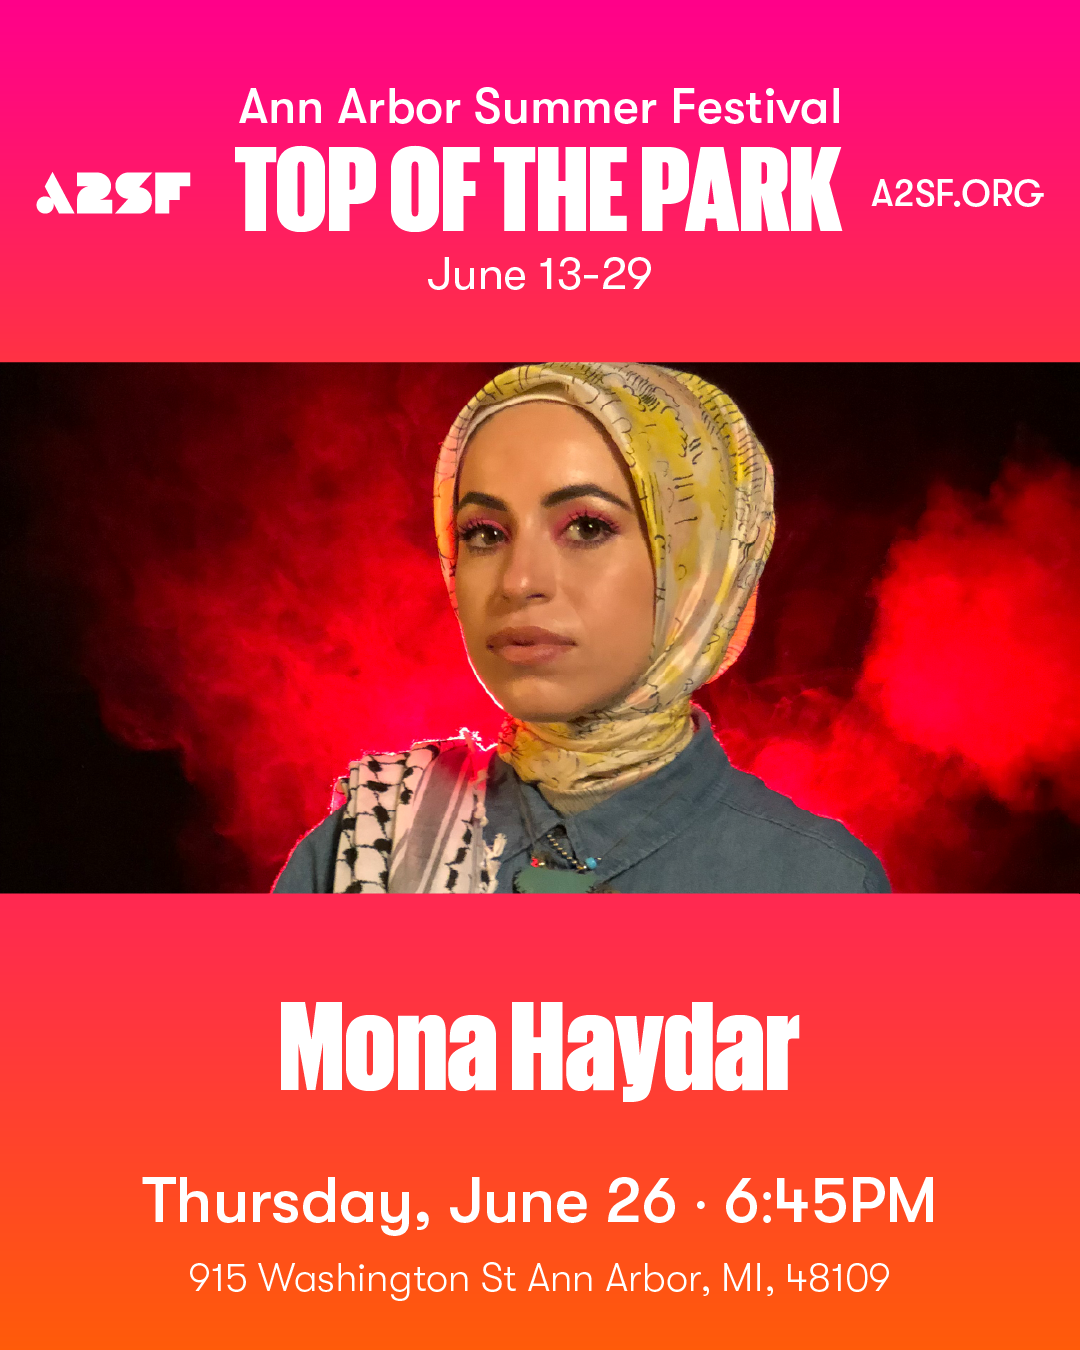 Ann Arbor Summer Festival
A2SF
TOP OF THE PARK
A2SF.ORG
June 13-29
Mona Haydar
Thursday, June 26 · 6:45PM
915 Washington St Ann Arbor, MI, 48109